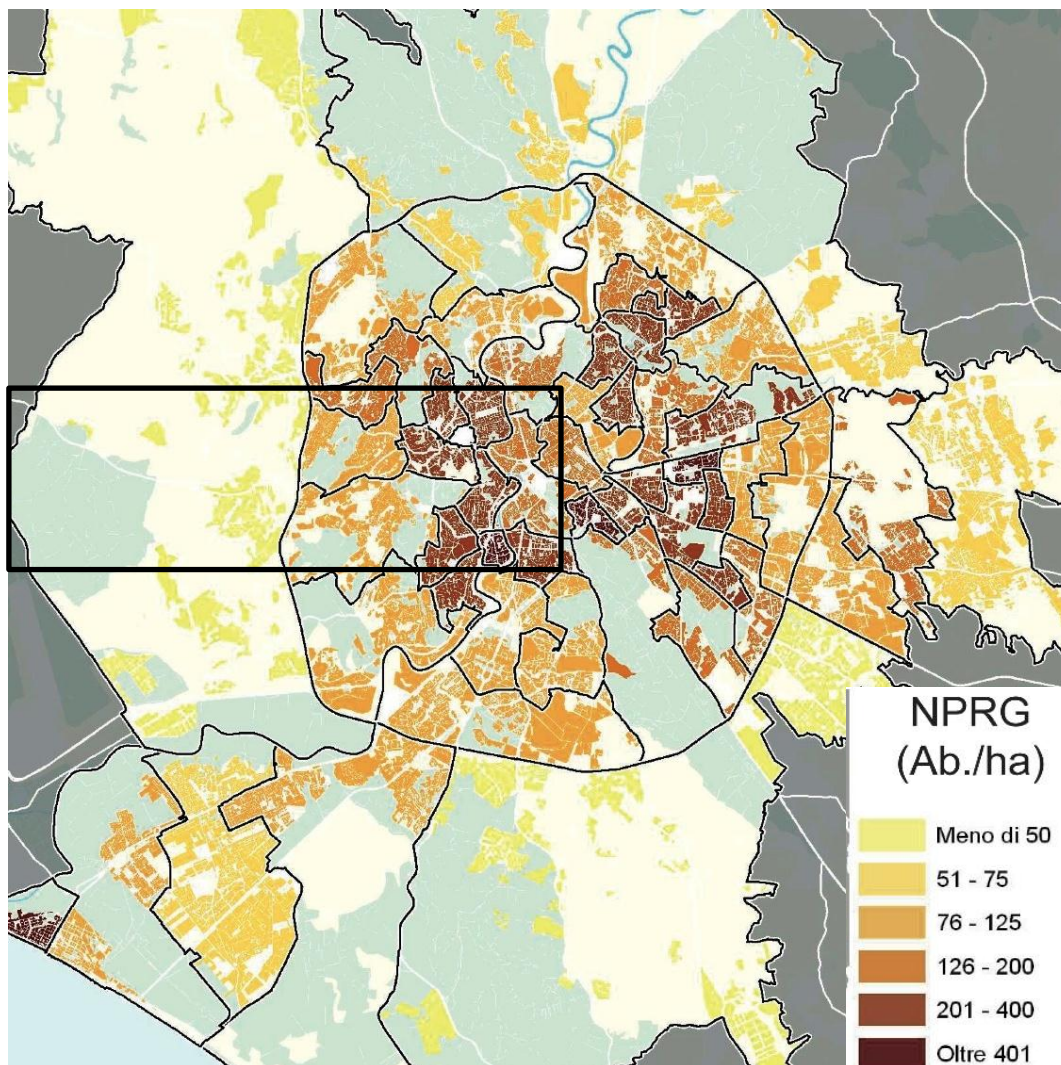 NPRG
(Ab./ha)
Meno di 50
51 - 75
76 - 125
126 - 200
201 - 400
Oltre 401